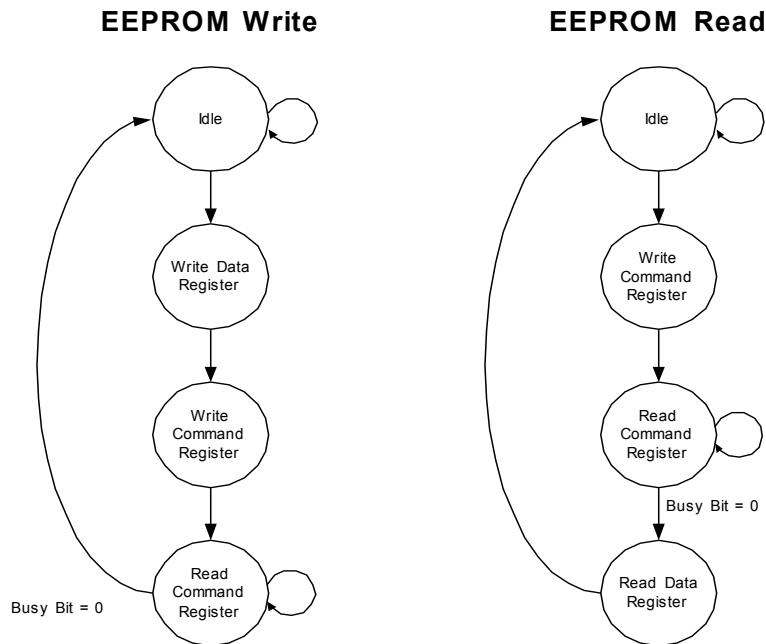 EEPROM Write
Idle
Write Data
Register
Write
Command
Register
Read
Command
Register
Busy Bit = 0
EEPROM Read
Idle
Write
Command
Register
Read
Command
Register
Busy Bit = 0
Read Data
Register